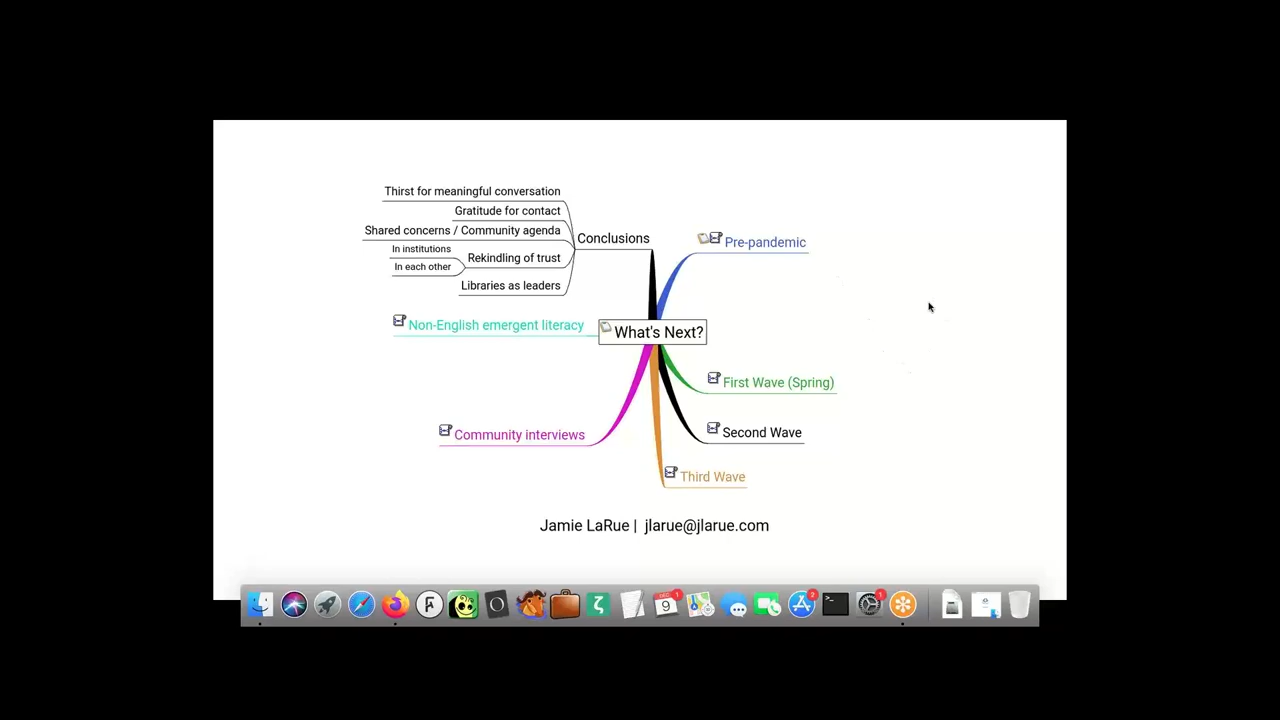 Thirst for meaningful conversation
Gratitude for contact
Shared concerns / Community agenda
In institutions
In each other
Rekindling of trust
Libraries as leaders
Conclusions
Pre-pandemic
Non-English emergent literacy
What's Next?
First Wave (Spring)
Community interviews
Second Wave
Third Wave
Jamie LaRue | jlarue@jlarue.com
9